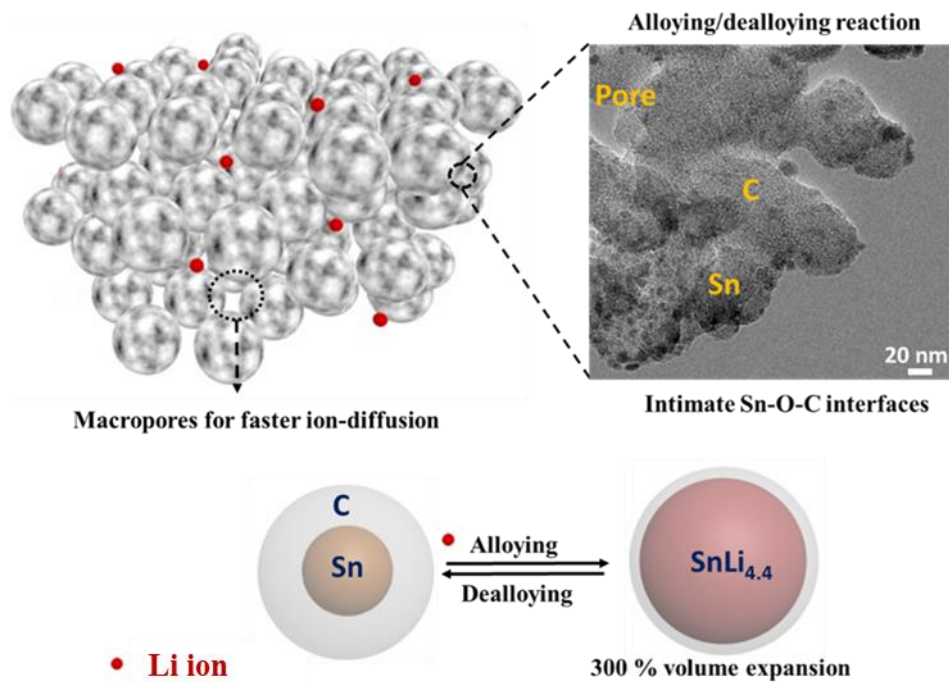 Alloying/dealloying reaction
Pore
C
Sn
20 nm
Macropores for faster ion-diffusion
Intimate Sn-O-C interfaces
C
Sn
Alloying
Dealloying
SnLi4.4
Li ion
300 % volume expansion